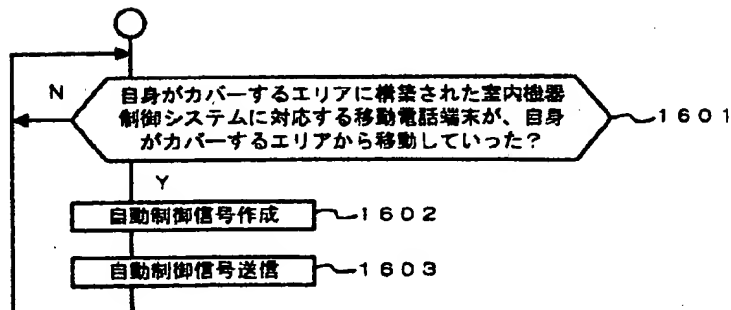 自身がカバーするエリアに構築された室内機器
N
制御システムに対応する移動電話端末が、自身
1601
がカバーするエリアから移動していった？
Y
自動制御信号作成
1602
自動制御信号送信
1603